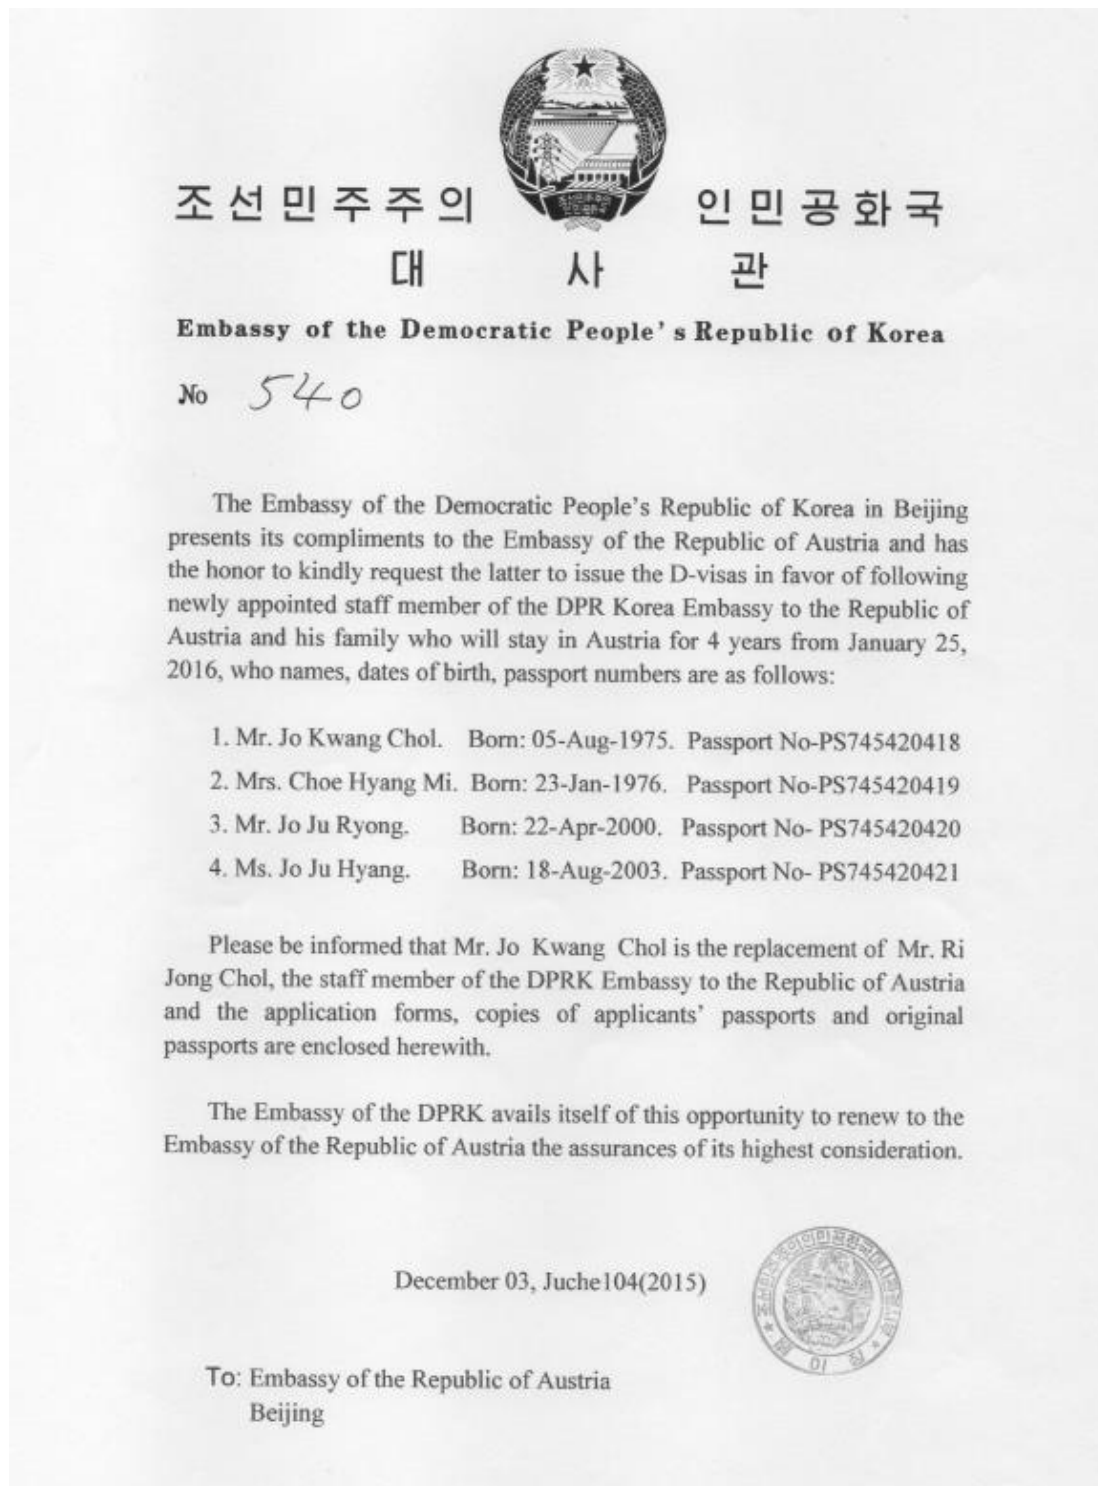 조선민주주의 인민공화국
대 사 관
Embassy of the Democratic People's Republic of Korea
No 540
The Embassy of the Democratic People's Republic of Korea in Beijing
presents its compliments to the Embassy of the Republic of Austria and has
the honor to kindly request the latter to issue the D-visas in favor of following
newly appointed staff member of the DPR Korea Embassy to the Republic of
Austria and his family who will stay in Austria for 4 years from January 25,
2016, who names, dates of birth, passport numbers are as follows:
1. Mr. Jo Kwang Chol. Born: 05-Aug-1975. Passport No-PS745420418
2. Mrs. Choe Hyang Mi. Born: 23-Jan-1976. Passport No-PS745420419
3. Mr. Jo Ju Ryong. Born: 22-Apr-2000. Passport No- PS745420420
4. Ms. Jo Ju Hyang. Born: 18-Aug-2003. Passport No- PS745420421
Please be informed that Mr. Jo Kwang Chol is the replacement of Mr. Ri
Jong Chol, the staff member of the DPRK Embassy to the Republic of Austria
and the application forms, copies of applicants' passports and original
passports are enclosed herewith.
The Embassy of the DPRK avails itself of this opportunity to renew to the
Embassy of the Republic of Austria the assurances of its highest consideration.
December 03, Juche104(2015)
To: Embassy of the Republic of Austria
Beijing